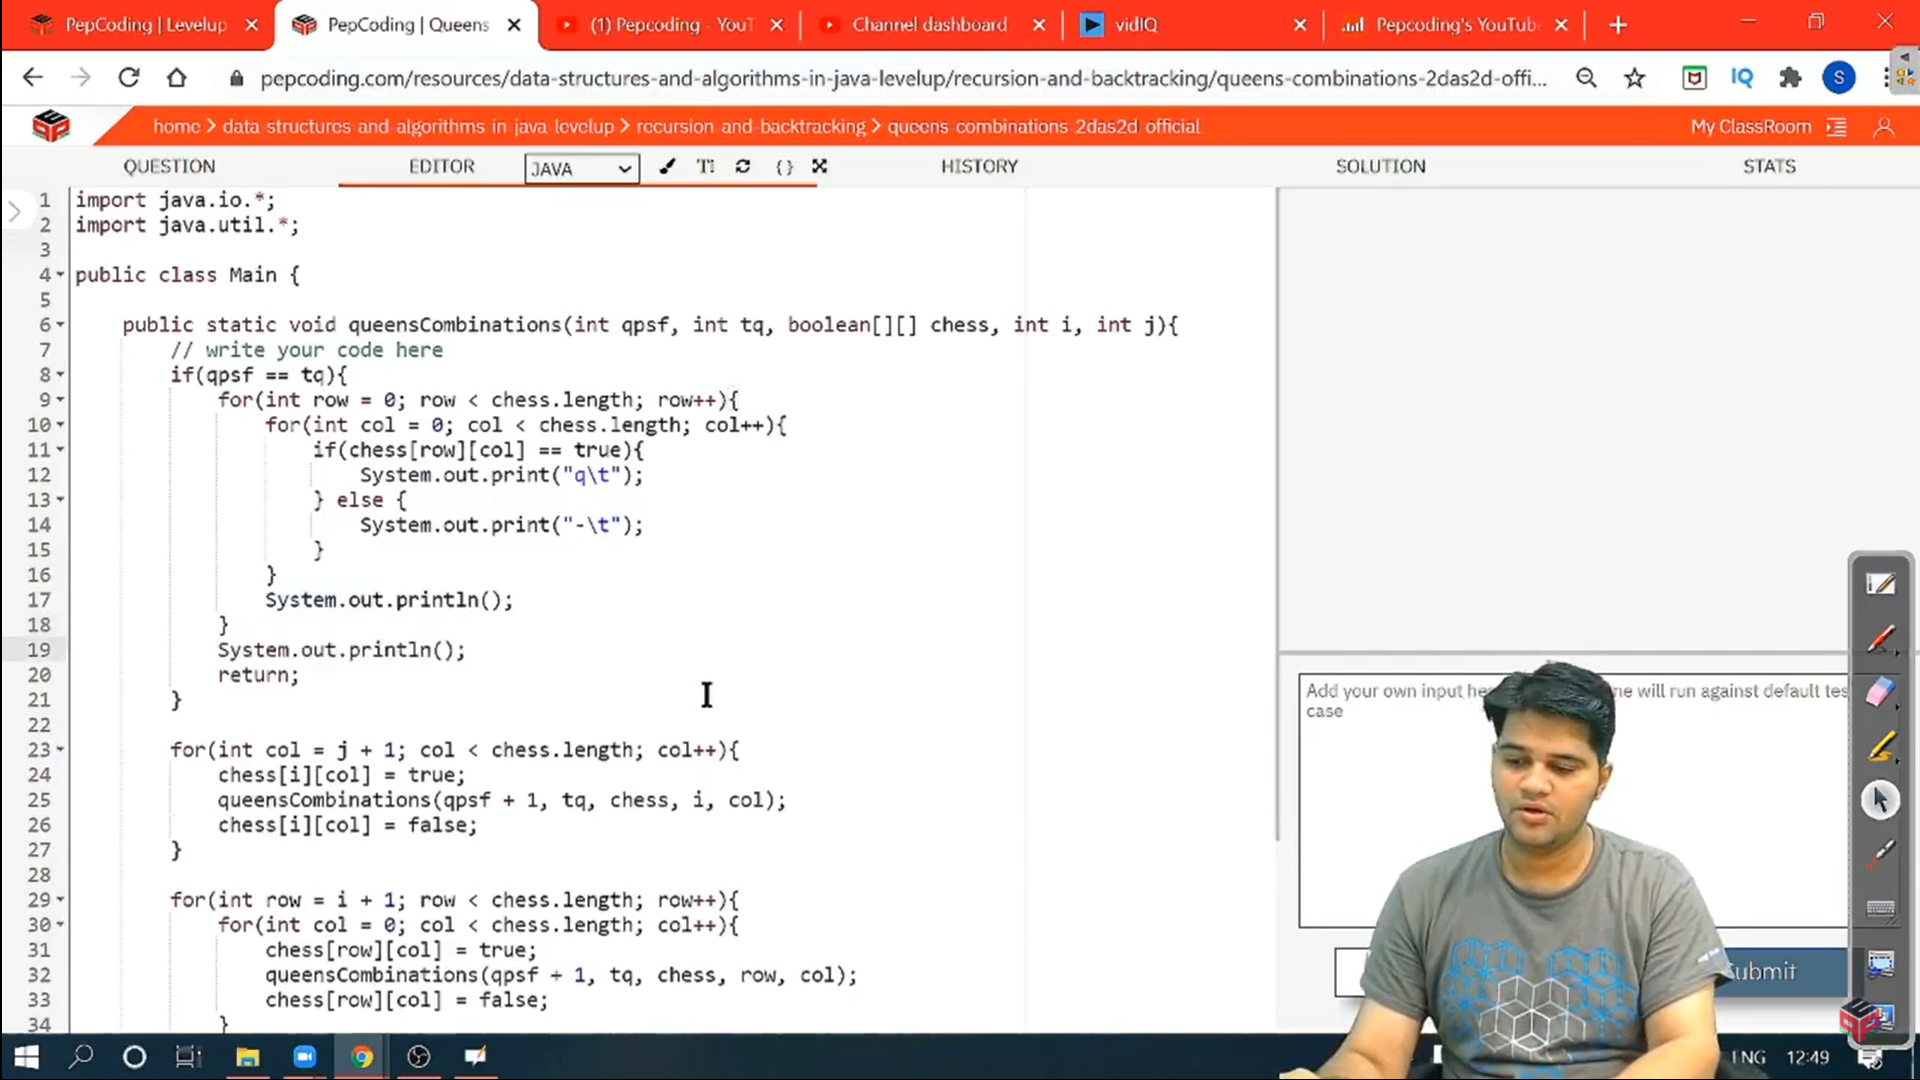 PepCoding | Levelup
PepCoding | Queens
(1) Pepcoding - YouT
Channel dashboard
vidIQ
Pepcoding's YouTub
pepcoding.com/resources/data-structures-and-algorithms-in-java-levelup/recursion-and-backtracking/queens-combinations-2das2d-offi...
IQ
S
home > data structures and algorithms in java levelup > recursion and backtracking > queens combinations 2das2d official
My ClassRoom
QUESTION
EDITOR
JAVA
HISTORY
SOLUTION
STATS
1 import java.io.*;
2 import java.util.*;
3
4 public class Main {
5
6 public static void queensCombinations(int qpsf, int tq, boolean[][] chess, int i, int j){
7 // write your code here
8 if(qpsf == tq){
9 for(int row = 0; row < chess.length; row++){
10 for(int col = 0; col < chess.length; col++){
11 if(chess[row][col] == true){
12 System.out.print("q\t");
13 } else {
14 System.out.print("-\t");
15 }
16 }
17 System.out.println();
18 }
19 System.out.println();
20 return;
21 }
22
23 for(int col = j + 1; col < chess.length; col++){
24 chess[i][col] = true;
25 queensCombinations(qpsf + 1, tq, chess, i, col);
26 chess[i][col] = false;
27 }
28
29 for(int row = i + 1; row < chess.length; row++){
30 for(int col = 0; col < chess.length; col++){
31 chess[row][col] = true;
32 queensCombinations(qpsf + 1, tq, chess, row, col);
33 chess[row][col] = false;
34 }
Add your own input he ne will run against default tes
case
Submit
ENG 12:49